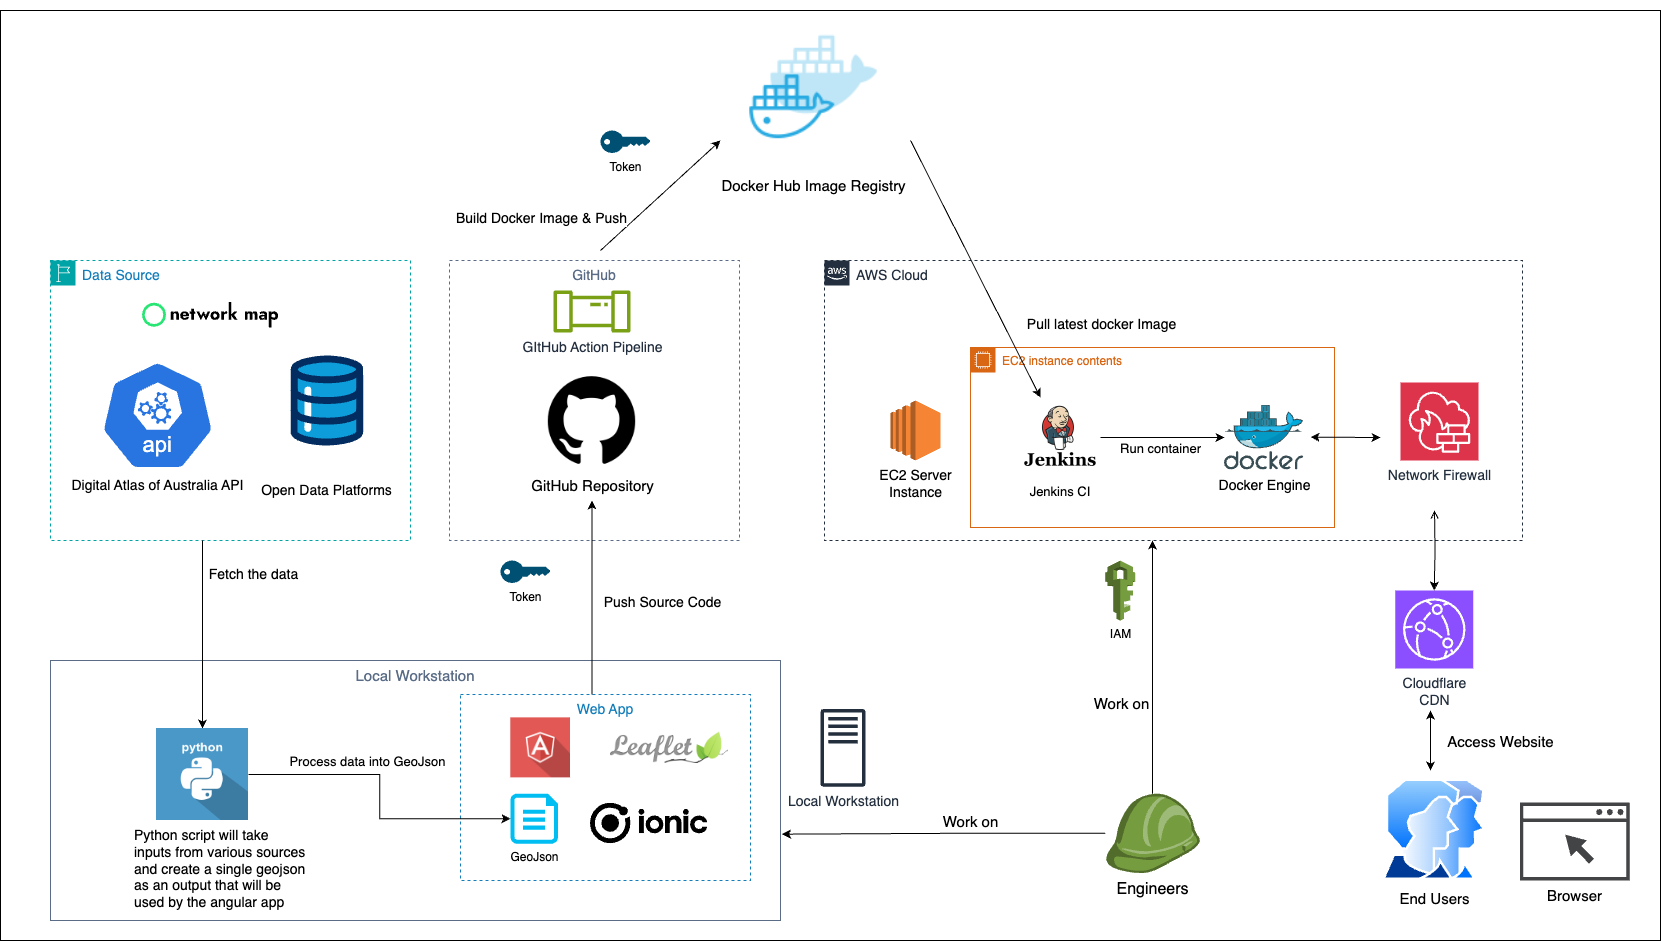 Token
Docker Hub Image Registry
Build Docker Image & Push
Data Source
network map
api
Digital Atlas of Australia API
Open Data Platforms
GitHub
GItHub Action Pipeline
GitHub Repository
aws
AWS Cloud
Pull latest docker Image
EC2 instance contents
EC2 Server
Instance
Jenkins
Jenkins CI
Run container
docker
Docker Engine
Network Firewall
Fetch the data
Token
Push Source Code
IAM
Cloudflare
CDN
Local Workstation
Web App
python
Process data into GeoJson
Leaflet
ionic
GeoJson
Python script will take
inputs from various sources
and create a single geojson
as an output that will be
used by the angular app
Local Workstation
Work on
Work on
Engineers
Access Website
End Users
Browser